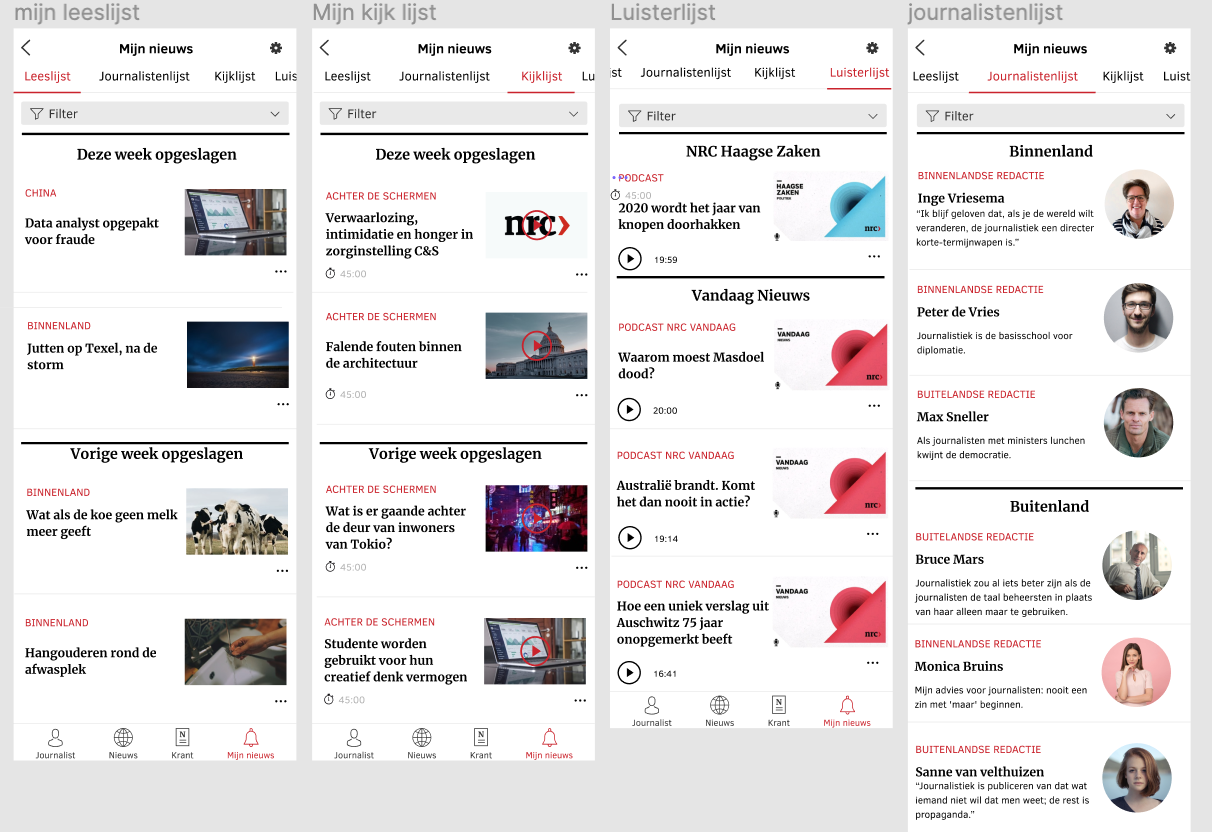 mijn leeslijst
Mijn nieuws
Leeslijst Journalistenlijst Kijklijst Luis
Filter
Deze week opgeslagen
CHINA
Data analyst opgepakt
voor fraude
BINNENLAND
Jutten op Texel, na de
storm
Vorige week opgeslagen
BINNENLAND
Wat als de koe geen melk
meer geeft
BINNENLAND
Hangouderen rond de
afwasplek
Journalist Nieuws Krant Mijn nieuws
Mijn kijk lijst
Mijn nieuws
Leeslijst Journalistenlijst Kijklijst Lu
Filter
Deze week opgeslagen
ACHTER DE SCHERMEN
Verwaarlozing,
intimidatie en honger in
zorginstelling C&S
nrc
45:00
ACHTER DE SCHERMEN
Falende fouten binnen
de architectuur
45:00
Vorige week opgeslagen
ACHTER DE SCHERMEN
Wat is er gaande achter
de deur van inwoners
van Tokio?
45:00
ACHTER DE SCHERMEN
Studente worden
gebruikt voor hun
creatief denk vermogen
45:00
Journalist Nieuws Krant Mijn nieuws
Luisterlijst
Mijn nieuws
ist Journalistenlijst Kijklijst Luisterlijst
Filter
NRC Haagse Zaken
PODCAST
45:00
2020 wordt het jaar van
knopen doorhakken
HAAGSE
ZAKEN
POLITIEK
nrc
19:59
Vandaag Nieuws
PODCAST NRC VANDAAG
Waarom moest Masdoel
dood?
VANDAAG
NIEUWS
nrc
20:00
PODCAST NRC VANDAAG
Australië brandt. Komt
het dan nooit in actie?
VANDAAG
NIEUWS
nrc
19:14
PODCAST NRC VANDAAG
Hoe een uniek verslag uit
Auschwitz 75 jaar
onopgemerkt beeft
VANDAAG
NIEUWS
nrc
16:41
N
Journalist Nieuws Krant Mijn nieuws
journalistenlijst
Mijn nieuws
Leeslijst Journalistenlijst Kijklijst Luist
Filter
Binnenland
BINNENLANDSE REDACTIE
Inge Vriesema
“Ik blijf geloven dat, als je de wereld wilt
veranderen, de journalistiek een directer
korte-termijnwapen is.”
BINNENLANDSE REDACTIE
Peter de Vries
Journalistiek is de basisschool voor
diplomatie.
BUITELANDSE REDACTIE
Max Sneller
Als journalisten met ministers lunchen
kwijnt de democratie.
Buitenland
BUITELANDSE REDACTIE
Bruce Mars
Journalistiek zou al iets beter zijn als de
journalisten de taal beheersten in plaats
van haar alleen maar te gebruiken.
BINNENLANDSE REDACTIE
Monica Bruins
Mijn advies voor journalisten: nooit een
zin met 'maar' beginnen.
BUITENLANDSE REDACTIE
Sanne van velthuizen
“Journalistiek is publiceren van dat wat
iemand niet wil dat men weet; de rest is
propaganda.”